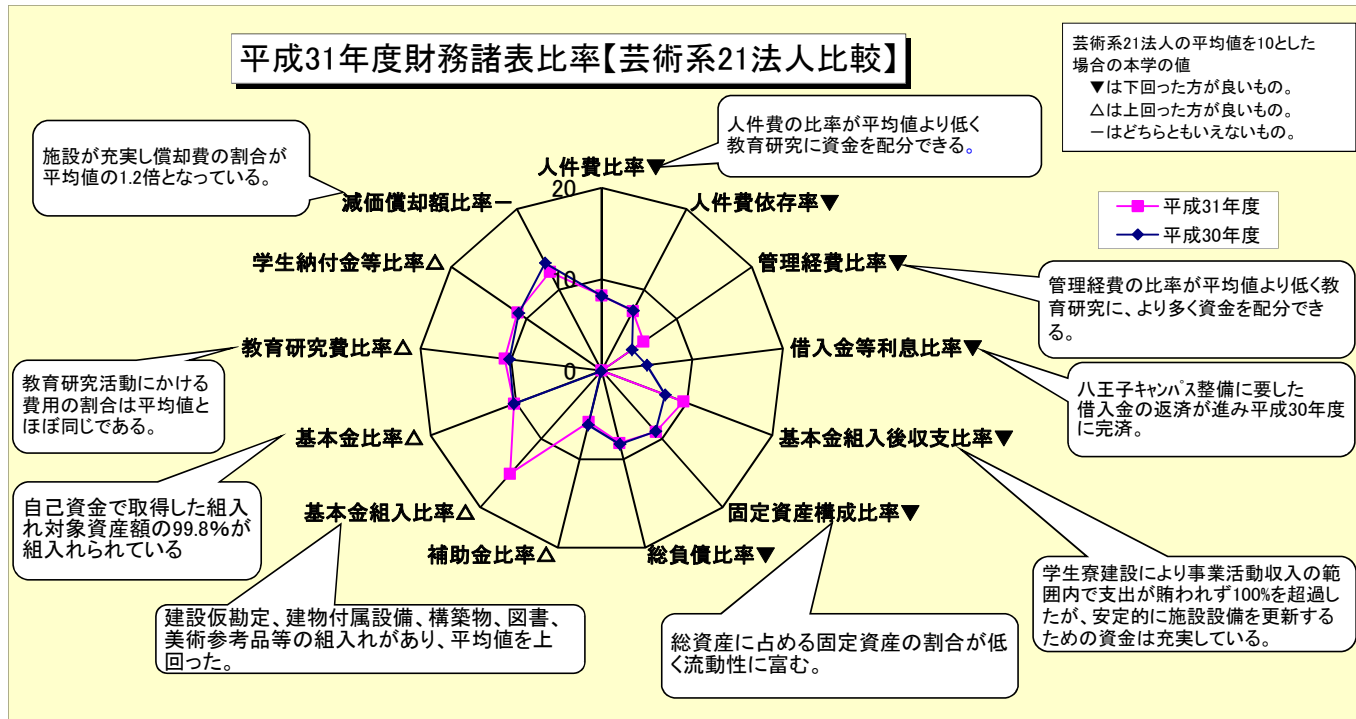 平成31年度財務諸表比率【芸術系21法人比較】
芸術系21法人の平均値を10とした
場合の本学の値
▼は下回った方が良いもの。
△は上回った方が良いもの。
－はどちらともいえないもの。
人件費の比率が平均値より低く
教育研究に資金を配分できる。
施設が充実し償却費の割合が
平均値の1.2倍となっている。
人件費比率▼
20
10
0
減価償却額比率－
人件費依存率▼
平成31年度
平成30年度
学生納付金等比率△
管理経費比率▼
管理経費の比率が平均値より低く教
育研究に、より多く資金を配分でき
る。
教育研究費比率△
借入金等利息比率▼
教育研究活動にかける
費用の割合は平均値と
ほぼ同じである。
八王子キャンパス整備に要した
借入金の返済が進み平成30年度
に完済。
基本金比率△
基本金組入後収支比率▼
自己資金で取得した組入
れ対象資産額の99.8%が
組入れられている
基本金組入比率△
固定資産構成比率▼
補助金比率△
総負債比率▼
学生寮建設により事業活動収入の範
囲内で支出が賄われず100%を超過し
たが、安定的に施設設備を更新する
ための資金は充実している。
建設仮勘定、建物付属設備、構築物、図書、
美術参考品等の組入れがあり、平均値を上
回った。
総資産に占める固定資産の割合が低
く流動性に富む。